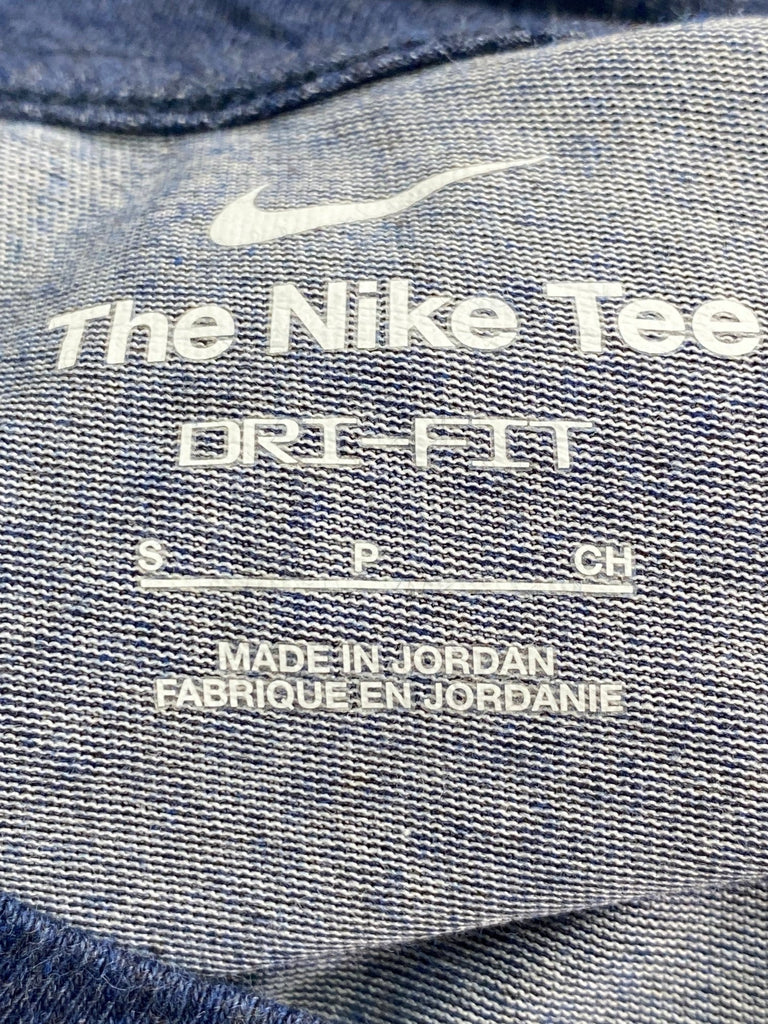 The Nike Tee
DRI-FIT
S P CH
MADE IN JORDAN
FABRIQUE EN JORDANIE